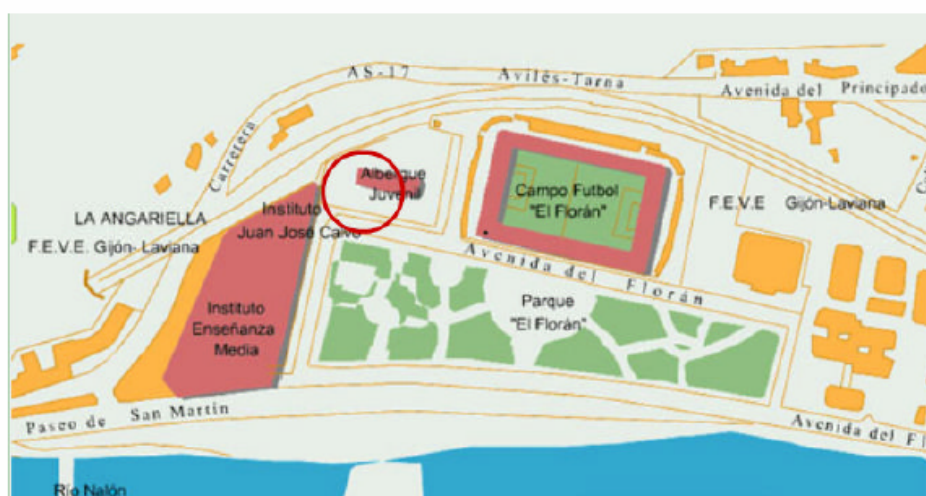 AS-17
Avilés-Tarna
Avenida del Principado
Carretera
Albergue
Juvenil
Campo Futbol
"El Florán"
F.E.V.E Gijón-Laviana
LA ANGARIELLA
Instituto
Juan José Calvo
F.E.V.E. Gijón- Laviana
Avenida del Florán
Parque
"El Florán"
Instituto
Enseñanza
Media
Paseo de San Martín
Avenida del Fl
Río Nalón